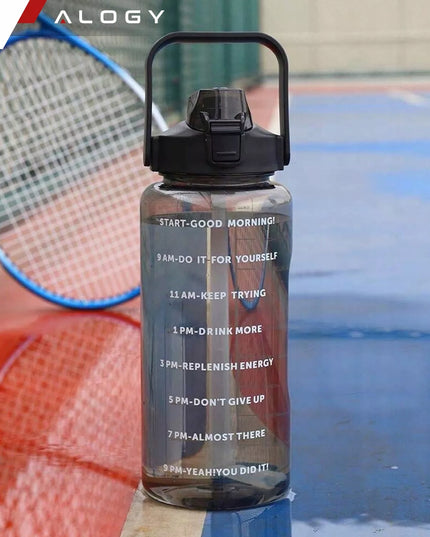 ALOGY
START-GOOD MORNING!
9 AM-DO IT FOR YOURSELF
11 AM-KEEP TRYING
1 PM-DRINK MORE
3 PM-REPLENISH ENERGY
5 PM-DON'T GIVE UP
7 PM-ALMOST THERE
9 PM-YEAH!YOU DID IT!